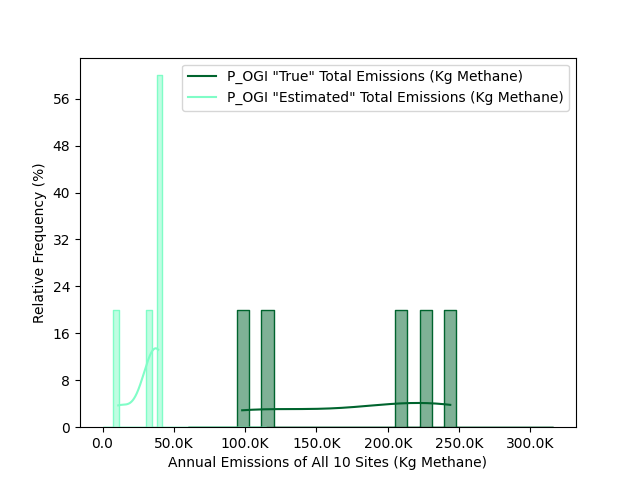 P_OGI "True" Total Emissions (Kg Methane)
P_OGI "Estimated" Total Emissions (Kg Methane)
Relative Frequency (%)
56
48
40
32
24
16
8
0
0.0 50.0K 100.0K 150.0K 200.0K 250.0K 300.0K
Annual Emissions of All 10 Sites (Kg Methane)